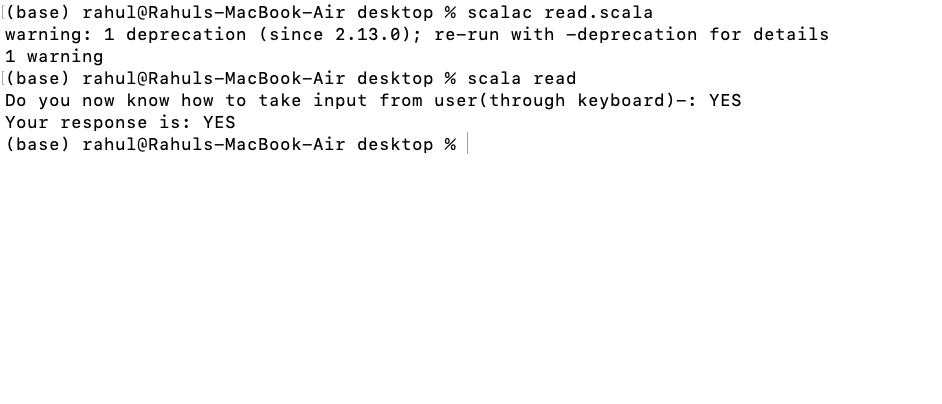 (base) rahul@Rahuls-MacBook-Air desktop % scalac read.scala
warning: 1 deprecation (since 2.13.0); re-run with -deprecation for details
1 warning
(base) rahul@Rahuls-MacBook-Air desktop % scala read
Do you now know how to take input from user(through keyboard)-: YES
Your response is: YES
(base) rahul@Rahuls-MacBook-Air desktop %